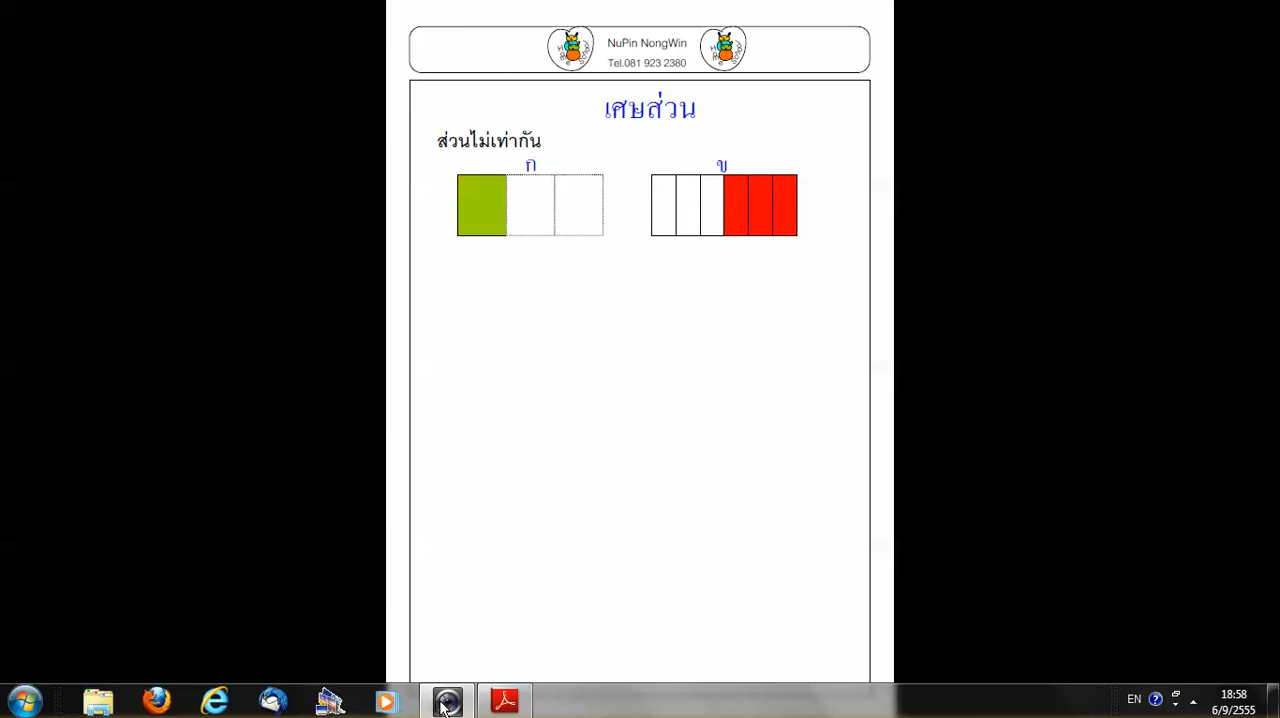 NuPin NongWin
Tel.081 923 2380
เศษส่วน
ส่วนไม่เท่ากัน
ก
ข
EN
18:58
6/9/2555